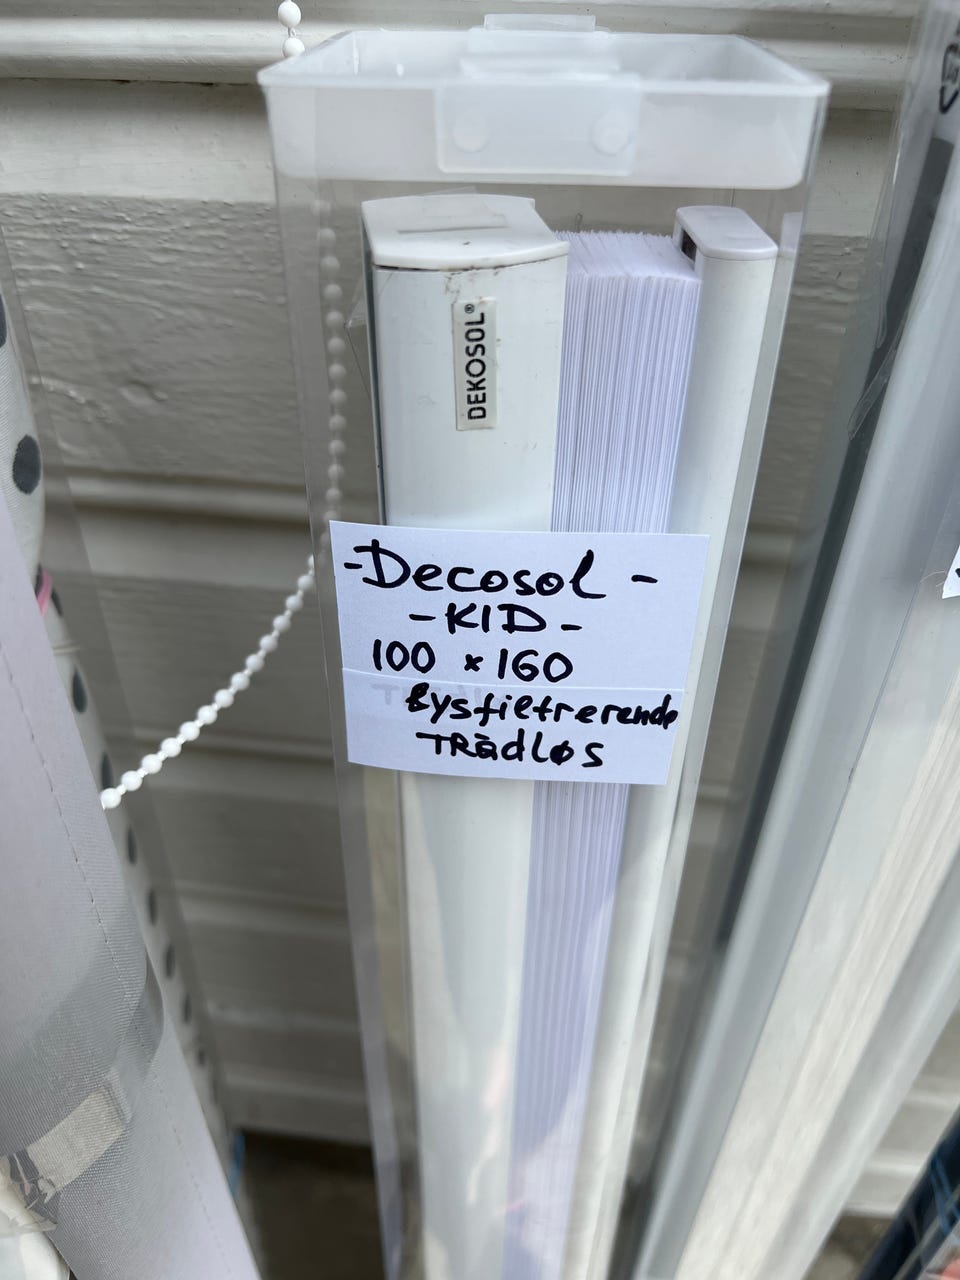 DEKOSOL®
-Decosol-
-KID-
100 x 160
Lysfiltrerende
TRådløs